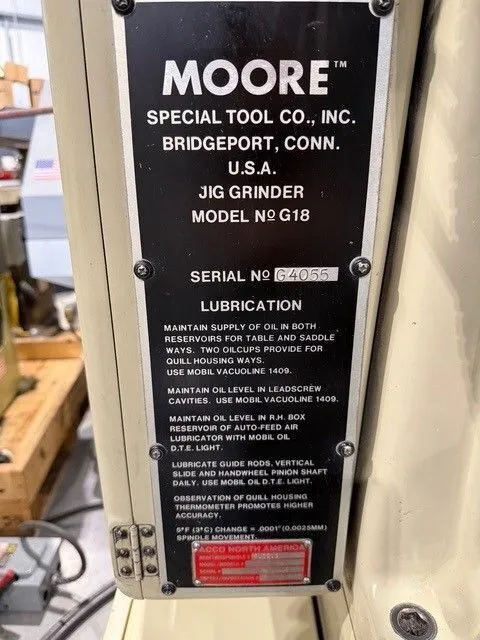 MOORE™
SPECIAL TOOL CO., INC.
BRIDGEPORT, CONN.
U.S.A.
JIG GRINDER
MODEL Nº G18
SERIAL Nº G4055
LUBRICATION
MAINTAIN SUPPLY OF OIL IN BOTH
RESERVOIRS FOR TABLE AND SADDLE
WAYS. TWO OILCUPS PROVIDE FOR
QUILL HOUSING WAYS.
USE MOBIL VACUOLINE 1409.
MAINTAIN OIL LEVEL IN LEADSCREW
CAVITIES. USE MOBIL VACUOLINE 1409.
MAINTAIN OIL LEVEL IN R.H. BOX
RESERVOIR OF AUTO-FEED AIR
LUBRICATOR WITH MOBIL OIL
D.T.E. LIGHT.
LUBRICATE GUIDE RODS, VERTICAL
SLIDE AND HANDWHEEL PINION SHAFT
DAILY. USE MOBIL OIL D.T.E. LIGHT.
OBSERVATION OF QUILL HOUSING
THERMOMETER PROMOTES HIGHER
ACCURACY.
(3°C) CHANGE = .0001" (0.0025MM)
SPINDLE MOVEMENT.
ACCO NORTH AMERICA